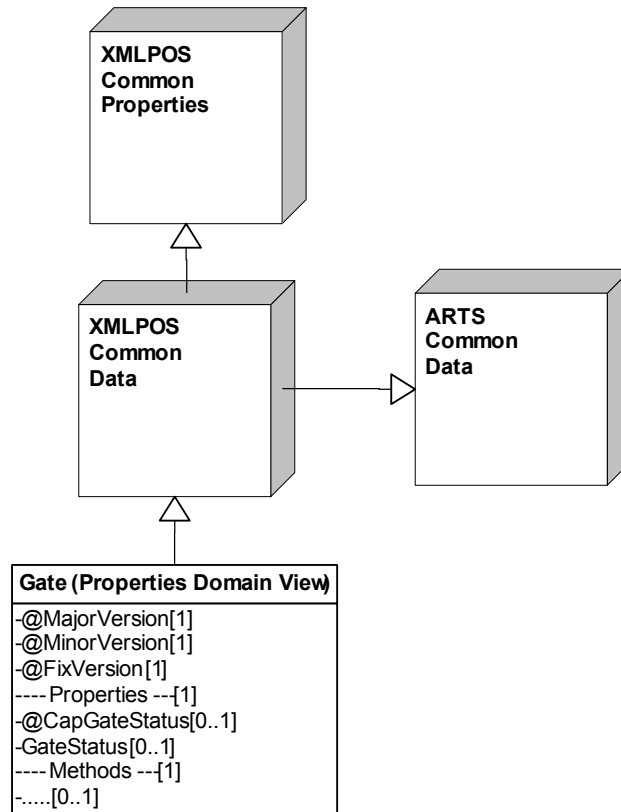 XMLPOS
Common
Properties
XMLPOS
Common
Data
ARTS
Common
Data
Gate (Properties Domain View)
-@MajorVersion[1]
-@MinorVersion[1]
-@FixVersion[1]
---- Properties ---[1]
-@CapGateStatus[0..1]
-GateStatus[0..1]
---- Methods ---[1]
-.....[0..1]